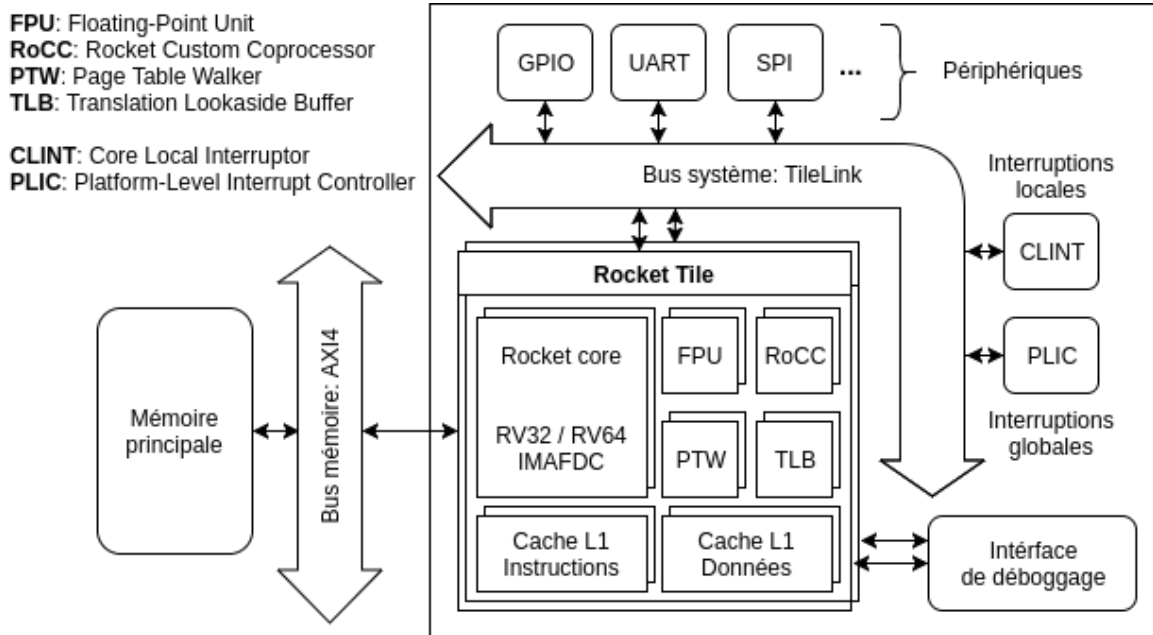 FPU: Floating-Point Unit
RoCC: Rocket Custom Coprocessor
PTW: Page Table Walker
TLB: Translation Lookaside Buffer
CLINT: Core Local Interruptor
PLIC: Platform-Level Interrupt Controller
GPIO
UART
SPI
...
Périphériques
Bus système: TileLink
Interruptions
locales
CLINT
PLIC
Interruptions
globales
Rocket Tile
Rocket core
RV32 / RV64
IMAFDC
FPU
RoCC
PTW
TLB
Cache L1
Instructions
Cache L1
Données
Mémoire
principale
Bus mémoire: AXI4
Intérface
de déboggage